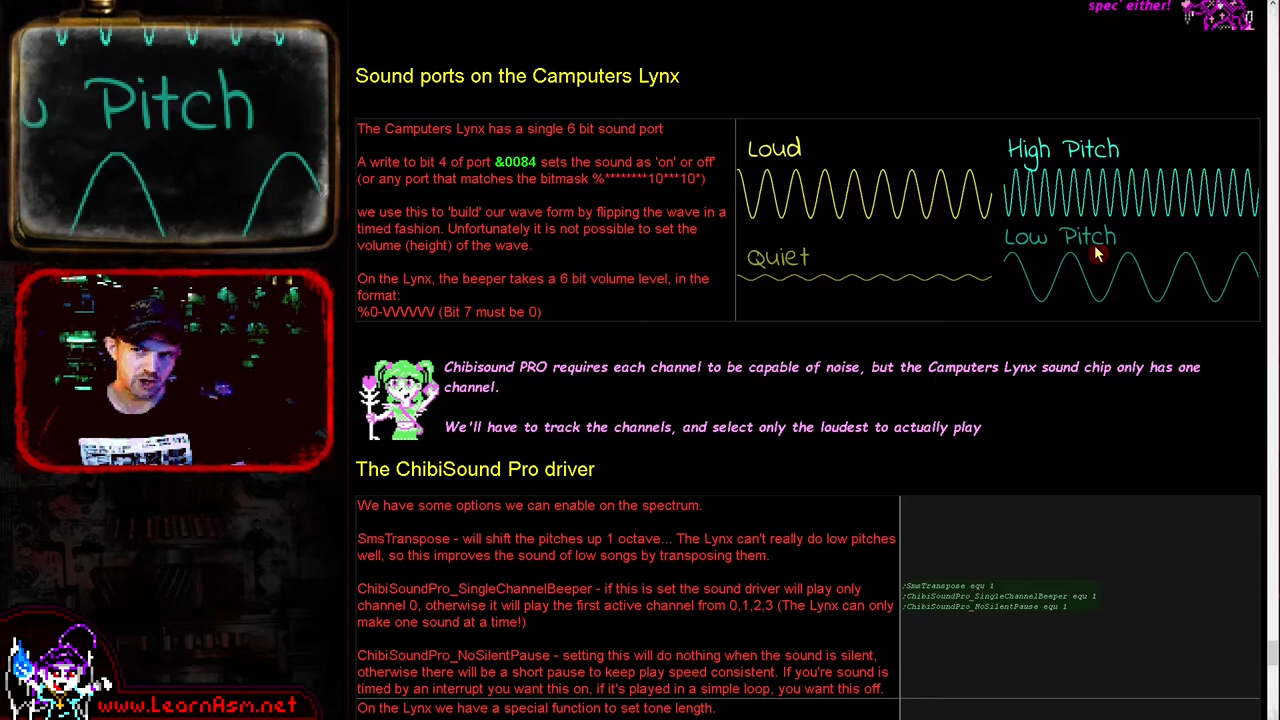 spec' either!
Pitch
Sound ports on the Camputers Lynx
The Camputers Lynx has a single 6 bit sound port
A write to bit 4 of port &0084 sets the sound as 'on' or off'
(or any port that matches the bitmask %********10***10*)
we use this to 'build' our wave form by flipping the wave in a
timed fashion. Unfortunately it is not possible to set the
volume (height) of the wave.
On the Lynx, the beeper takes a 6 bit volume level, in the
format:
%0-VVVVVV (Bit 7 must be 0)
Loud
Quiet
High Pitch
Low Pitch
Chibisound PRO requires each channel to be capable of noise, but the Camputers Lynx sound chip only has one
channel.
We'll have to track the channels, and select only the loudest to actually play
The ChibiSound Pro driver
We have some options we can enable on the spectrum.
SmsTranspose - will shift the pitches up 1 octave... The Lynx can't really do low pitches
well, so this improves the sound of low songs by transposing them.
ChibiSoundPro_SingleChannelBeeper - if this is set the sound driver will play only
channel 0, otherwise it will play the first active channel from 0,1,2,3 (The Lynx can only
make one sound at a time!)
ChibiSoundPro_NoSilentPause - setting this will do nothing when the sound is silent,
otherwise there will be a short pause to keep play speed consistent. If you're sound is
timed by an interrupt you want this on, if it's played in a simple loop, you want this off.
;SmsTranspose equ 1
;ChibiSoundPro_SingleChannelBeeper equ 1
;ChibiSoundPro_NoSilentPause equ 1
On the Lynx we have a special function to set tone length.
www.LearnAsm.net